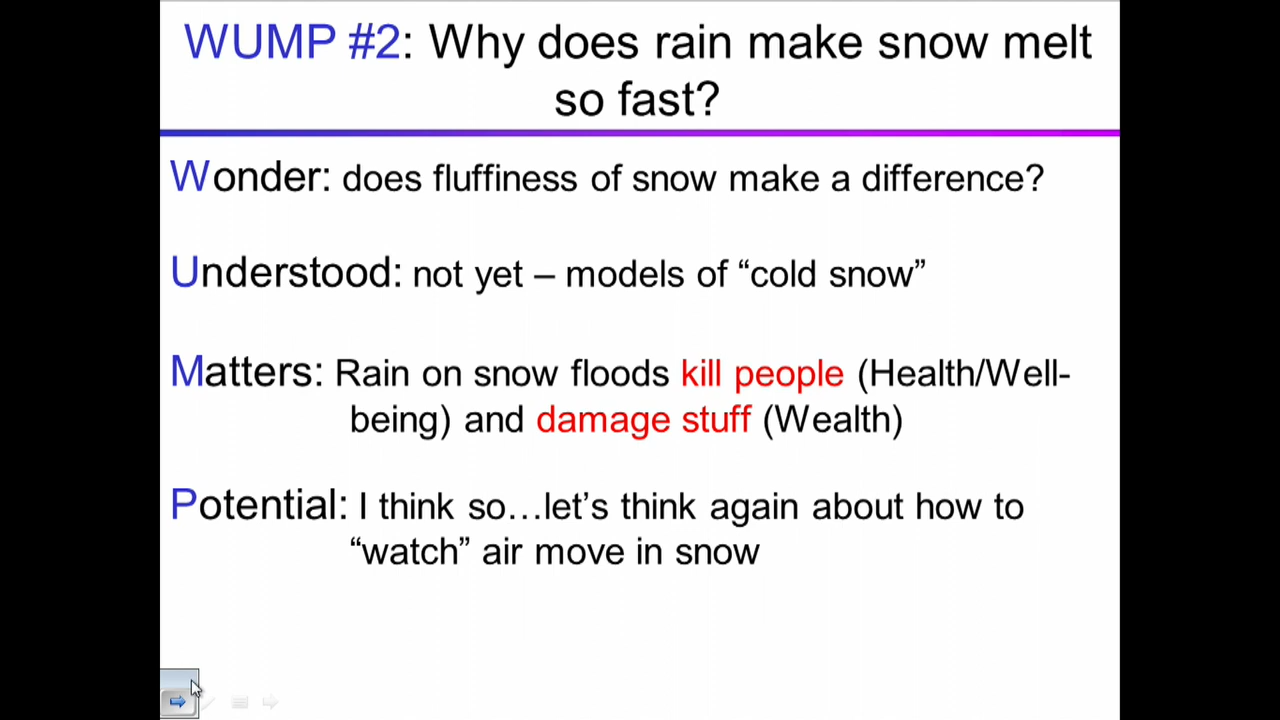 WUMP #2: Why does rain make snow melt
so fast?
Wonder: does fluffiness of snow make a difference?
Understood: not yet – models of “cold snow”
Matters: Rain on snow floods kill people (Health/Well-
being) and damage stuff (Wealth)
Potential: I think so…let’s think again about how to
“watch” air move in snow